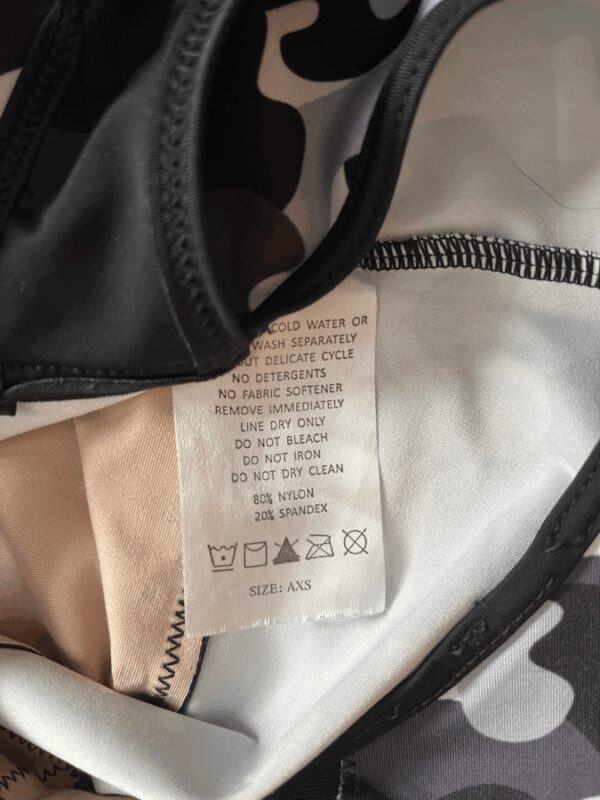 COLD WATER OR
WASH SEPARATELY
OUT DELICATE CYCLE
NO DETERGENTS
NO FABRIC SOFTENER
REMOVE IMMEDIATELY
LINE DRY ONLY
DO NOT BLEACH
DO NOT IRON
DO NOT DRY CLEAN
80% NYLON
20% SPANDEX
SIZE: AXS